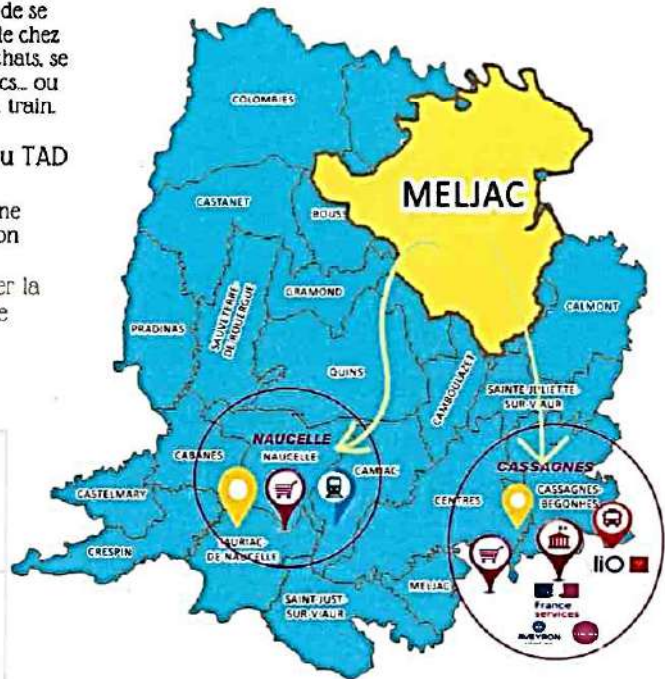 de se
le chez
chats, se
cs... ou
train.
u TAD
ne
on
er la
e
COLOMBIES
MELJAC
CASTANET
BOUSS
GRAMOND
CALMONT
SAUVETERRE
DE-ROUERGUE
PRADINAS
QUINS
CAMBOULAZET
SAINTE-JULIETTE
SUR-VIAUR
NAUCELLE
CABANES
NAUCELLE
CAMJAC
CASSAGNES
CASTELMARY
CENTRES
CASSAGNES-
BEGONHES
CRESPIN
TAURIAC-
DE-NAUCELLE
liO
MELJAC
SAINT-JUST-
SUR-VIAUR
France
services
AVEYRON